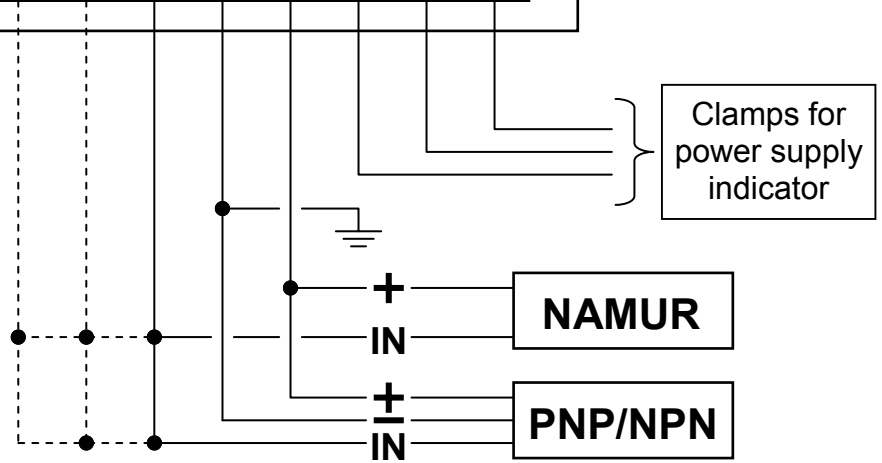 Clamps for
power supply
indicator
+
NAMUR
IN
+
−
PNP/NPN
IN